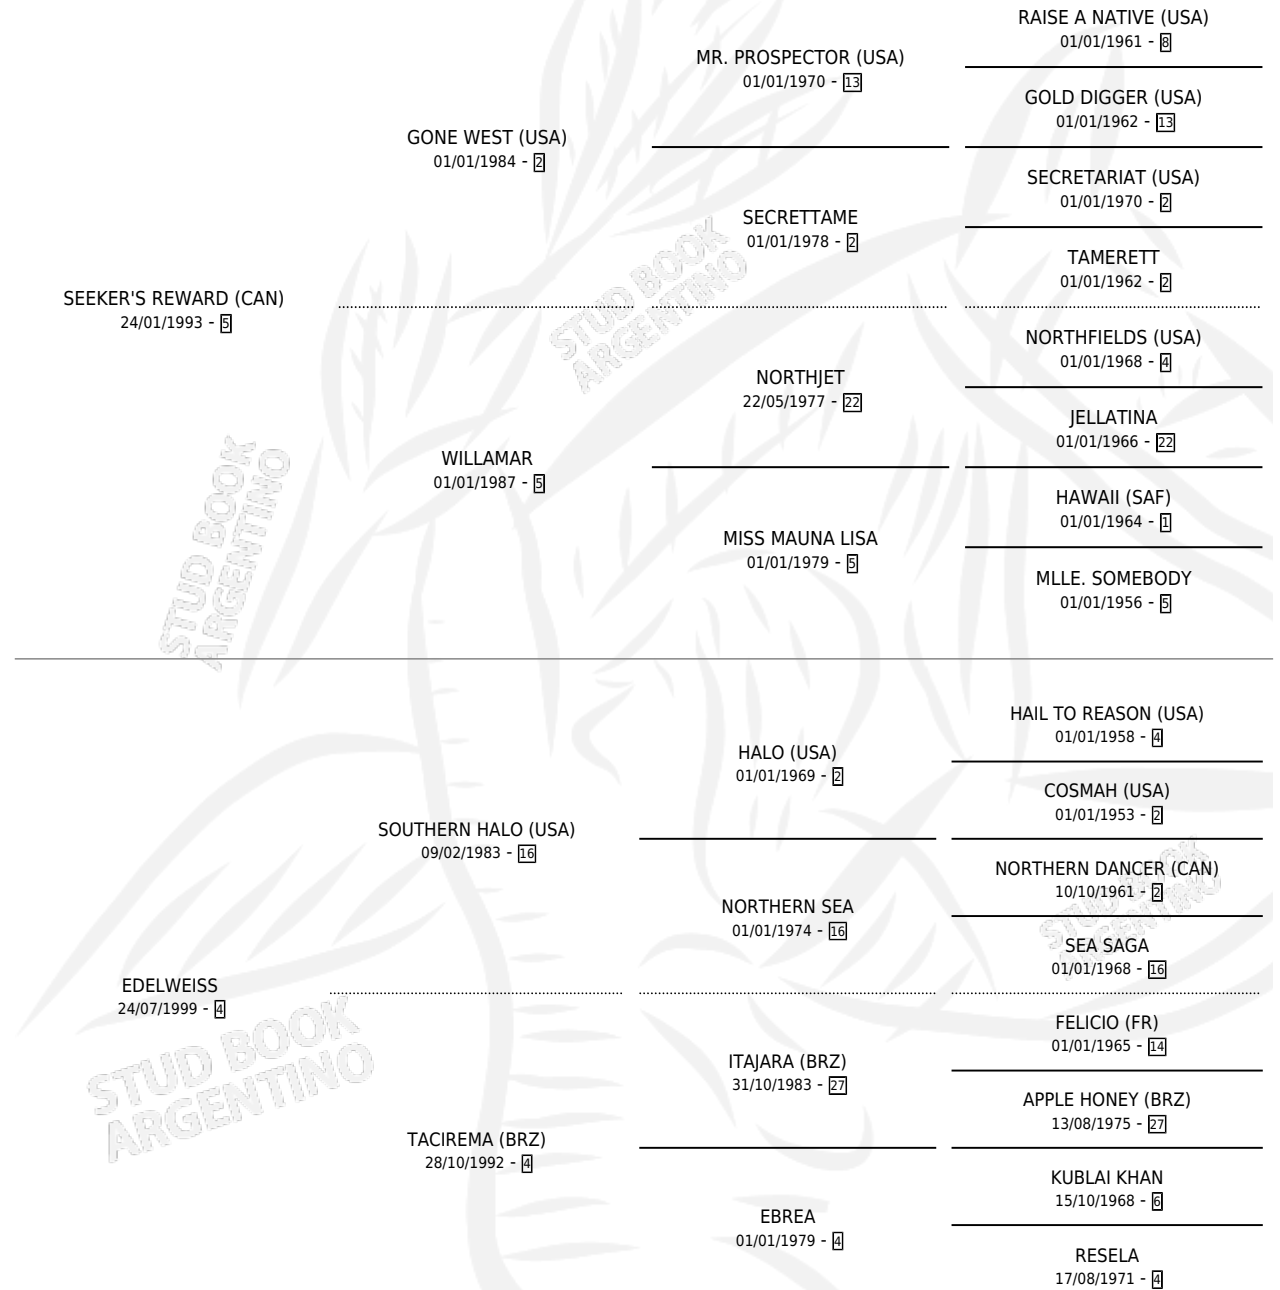 RAISE A NATIVE (USA)
01/01/1961 - 8
MR. PROSPECTOR (USA)
01/01/1970 - 13
GOLD DIGGER (USA)
01/01/1962 - 13
GONE WEST (USA)
01/01/1984 - 2
SECRETARIAT (USA)
01/01/1970 - 2
SECRETTAME
01/01/1978 - 2
TAMERETT
01/01/1962 - 2
SEEKER'S REWARD (CAN)
24/01/1993 - 5
NORTHFIELDS (USA)
01/01/1968 - 4
NORTHJET
22/05/1977 - 22
JELLATINA
01/01/1966 - 22
WILLAMAR
01/01/1987 - 5
HAWAII (SAF)
01/01/1964 - 1
MISS MAUNA LISA
01/01/1979 - 5
MLLE. SOMEBODY
01/01/1956 - 5
HAIL TO REASON (USA)
01/01/1958 - 4
HALO (USA)
01/01/1969 - 2
COSMAH (USA)
01/01/1953 - 2
SOUTHERN HALO (USA)
09/02/1983 - 16
NORTHERN DANCER (CAN)
10/10/1961 - 2
NORTHERN SEA
01/01/1974 - 16
SEA SAGA
01/01/1968 - 16
EDELWEISS
24/07/1999 - 4
FELICIO (FR)
01/01/1965 - 14
ITAJARA (BRZ)
31/10/1983 - 27
APPLE HONEY (BRZ)
13/08/1975 - 27
TACIREMA (BRZ)
28/10/1992 - 4
KUBLAI KHAN
15/10/1968 - 6
EBREA
01/01/1979 - 4
RESELA
17/08/1971 - 4
STUD BOOK
ARGENTINO
STUD BOOK
ARGENTINO
STUD BOOK
ARGENTINO
STUD BOOK
ARGENTINO